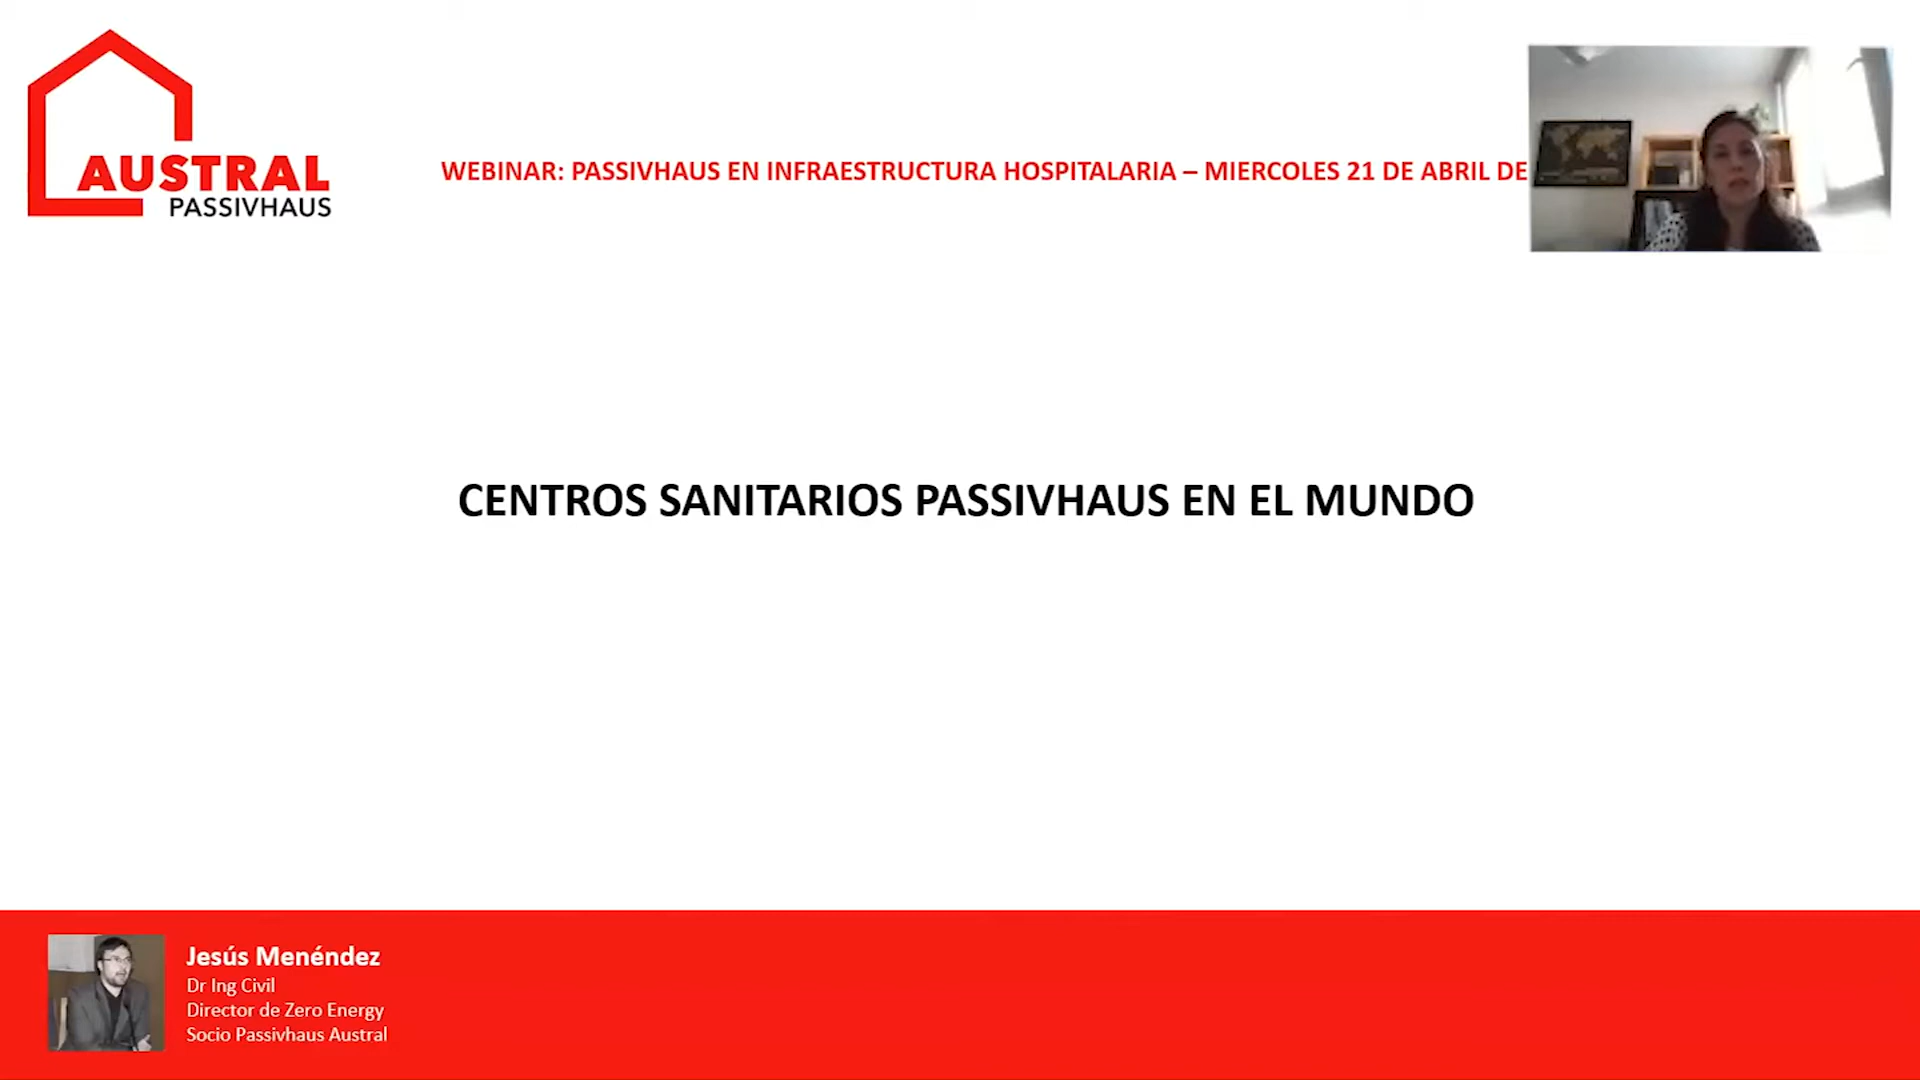 AUSTRAL
PASSIVHAUS
WEBINAR: PASSIVHAUS EN INFRAESTRUCTURA HOSPITALARIA – MIERCOLES 21 DE ABRIL DE
CENTROS SANITARIOS PASSIVHAUS EN EL MUNDO
Jesús Menéndez
Dr Ing Civil
Director de Zero Energy
Socio Passivhaus Austral